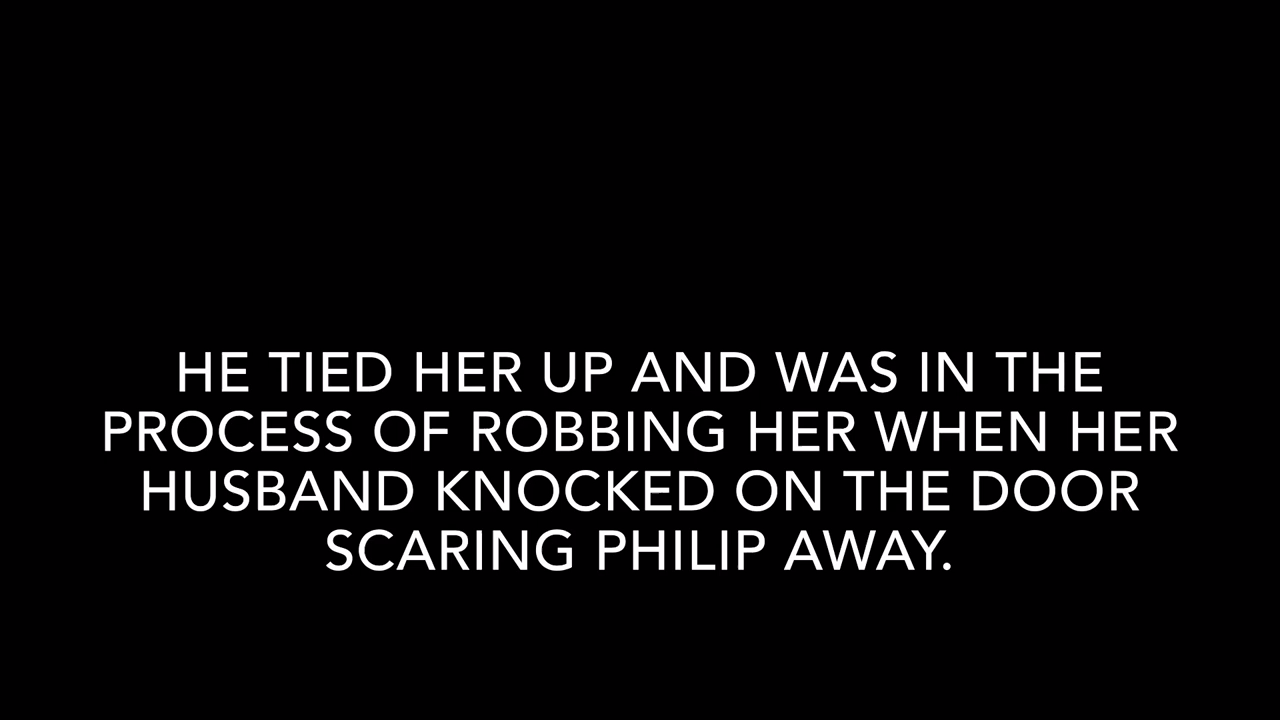 HE TIED HER UP AND WAS IN THE
PROCESS OF ROBBING HER WHEN HER
HUSBAND KNOCKED ON THE DOOR
SCARING PHILIP AWAY.